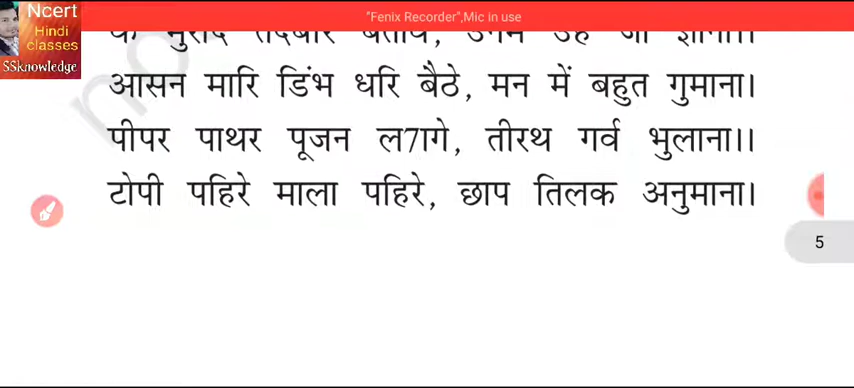 "Fenix Recorder",Mic in use
Ncert
Hindi
classes
SSknowledge
no
आसन मारि डिंभ धरि बैठे, मन में बहुत गुमाना।
पीपर पाथर पूजन ल7ागे, तीरथ गर्व भुलाना।।
टोपी पहिरे माला पहिरे, छाप तिलक अनुमाना।
5